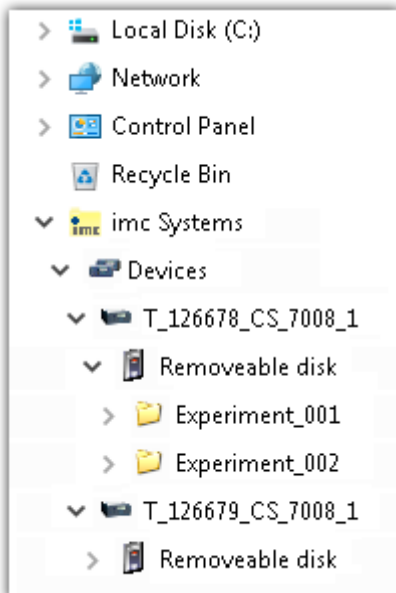 Local Disk (C:)
Network
Control Panel
Recycle Bin
imc Systems
Devices
T_126678_CS_7008_1
Removeable disk
Experiment_001
Experiment_002
T_126679_CS_7008_1
Removeable disk